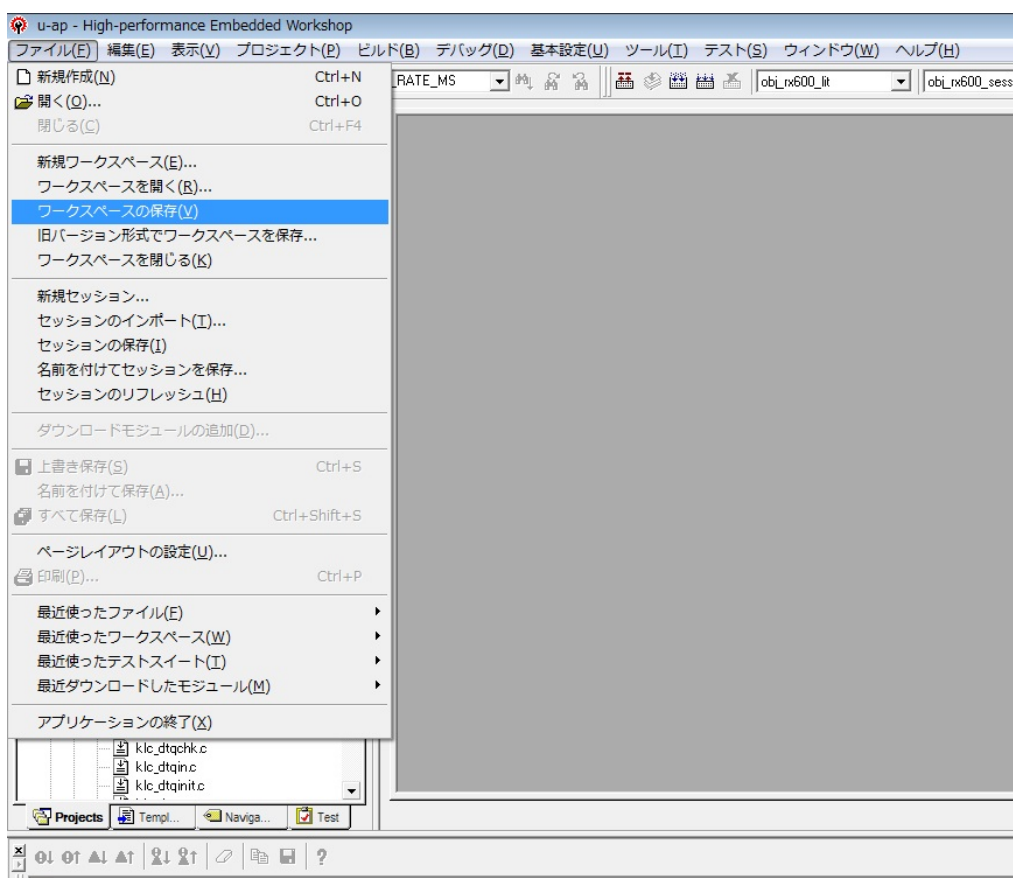 u-ap - High-performance Embedded Workshop
ファイル(F) 編集(E) 表示(V) プロジェクト(P) ビルド(B) デバッグ(D) 基本設定(U) ツール(T) テスト(S) ウィンドウ(W) ヘルプ(H)
_RATE_MS obj_rx600_lit obj_rx600_sess
新規作成(N) Ctrl+N
開く(O)... Ctrl+O
閉じる(C) Ctrl+F4
新規ワークスペース(E)...
ワークスペースを開く(R)...
ワークスペースの保存(V)
旧バージョン形式でワークスペースを保存...
ワークスペースを閉じる(K)
新規セッション...
セッションのインポート(T)...
セッションの保存(I)
名前を付けてセッションを保存...
セッションのリフレッシュ(H)
ダウンロードモジュールの追加(D)...
上書き保存(S) Ctrl+S
名前を付けて保存(A)...
すべて保存(L) Ctrl+Shift+S
ページレイアウトの設定(U)...
印刷(P)... Ctrl+P
最近使ったファイル(F)
最近使ったワークスペース(W)
最近使ったテストスイート(T)
最近ダウンロードしたモジュール(M)
アプリケーションの終了(X)
klc_dtqchk.c
klc_dtqin.c
klc_dtqinit.c
Projects Templ... Naviga... Test